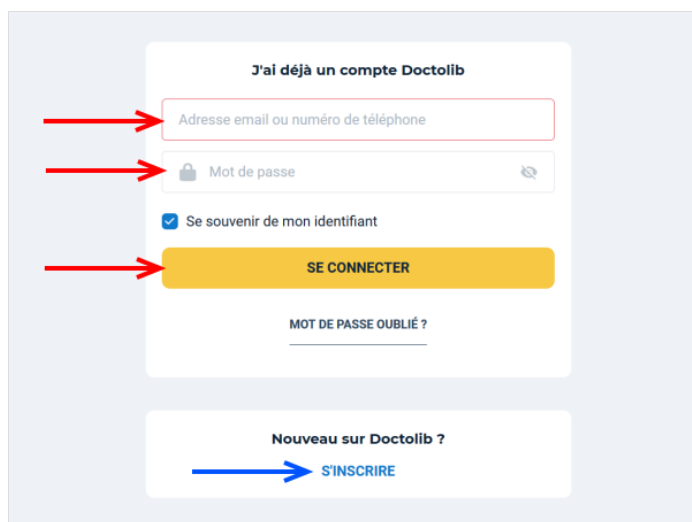 J'ai déjà un compte Doctolib
Adresse email ou numéro de téléphone
Mot de passe
Se souvenir de mon identifiant
SE CONNECTER
MOT DE PASSE OUBLIÉ ?
Nouveau sur Doctolib ?
S'INSCRIRE